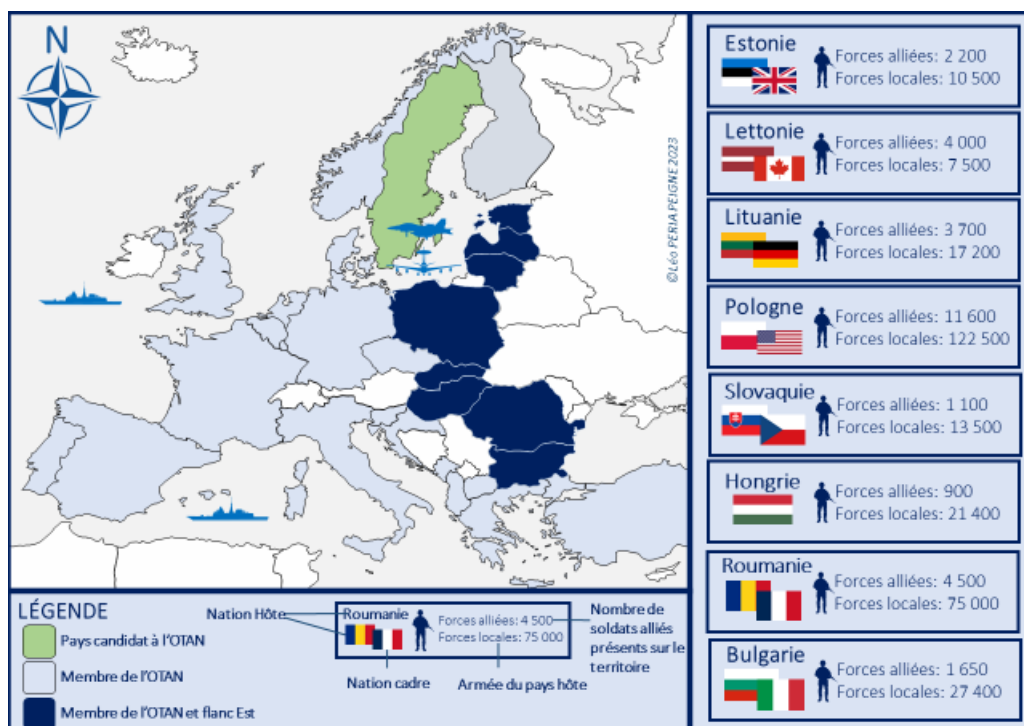 N
©Léo PERIA PEIGNE 2023
Estonie
Forces alliées: 2 200
Forces locales: 10 500
Lettonie
Forces alliées: 4 000
Forces locales: 7 500
Lituanie
Forces alliées: 3 700
Forces locales: 17 200
Pologne
Forces alliées: 11 600
Forces locales: 122 500
Slovaquie
Forces alliées: 1 100
Forces locales: 13 500
Hongrie
Forces alliées: 900
Forces locales: 21 400
Roumanie
Forces alliées: 4 500
Forces locales: 75 000
Bulgarie
Forces alliées: 1 650
Forces locales: 27 400
LÉGENDE
Pays candidat à l'OTAN
Membre de l'OTAN
Membre de l'OTAN et flanc Est
Nation Hôte
Roumanie
Forces alliées: 4 500
Forces locales: 75 000
Nation cadre
Armée du pays hôte
Nombre de
soldats alliés
présents sur le
territoire